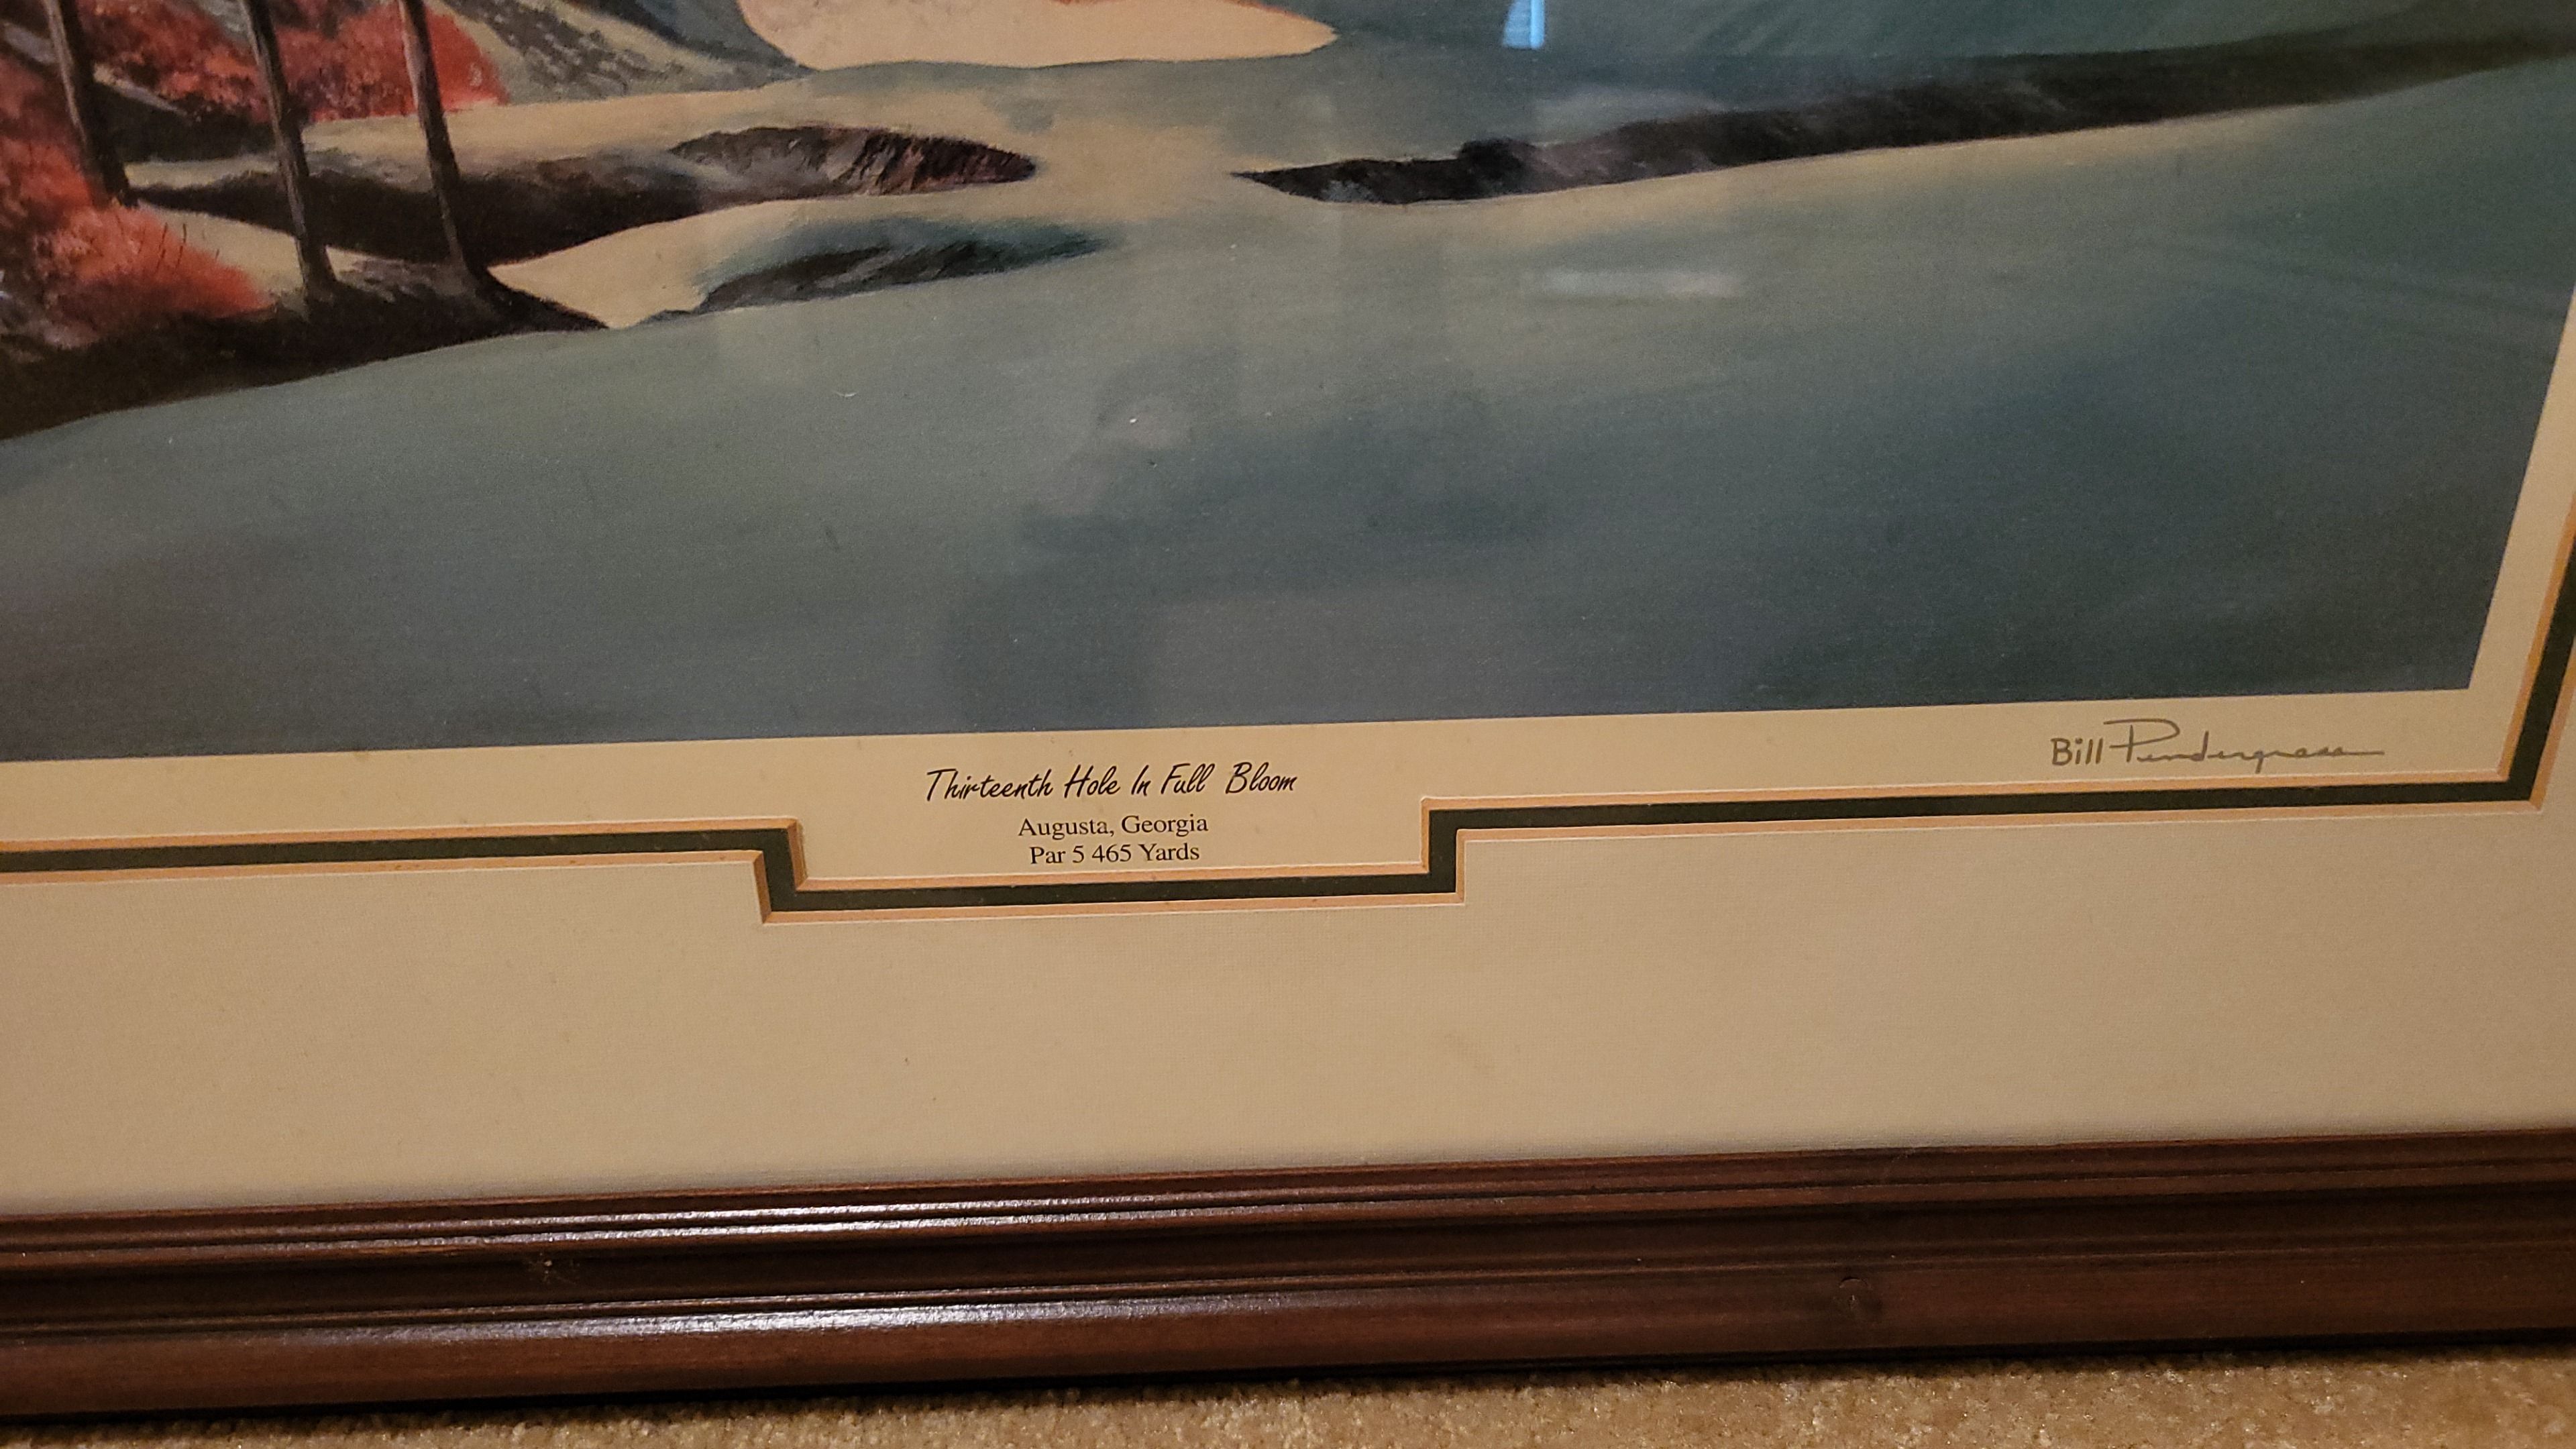 Thirteenth Hole In Full Bloom
Augusta, Georgia
Par 5 465 Yards
Bill Pendergrass